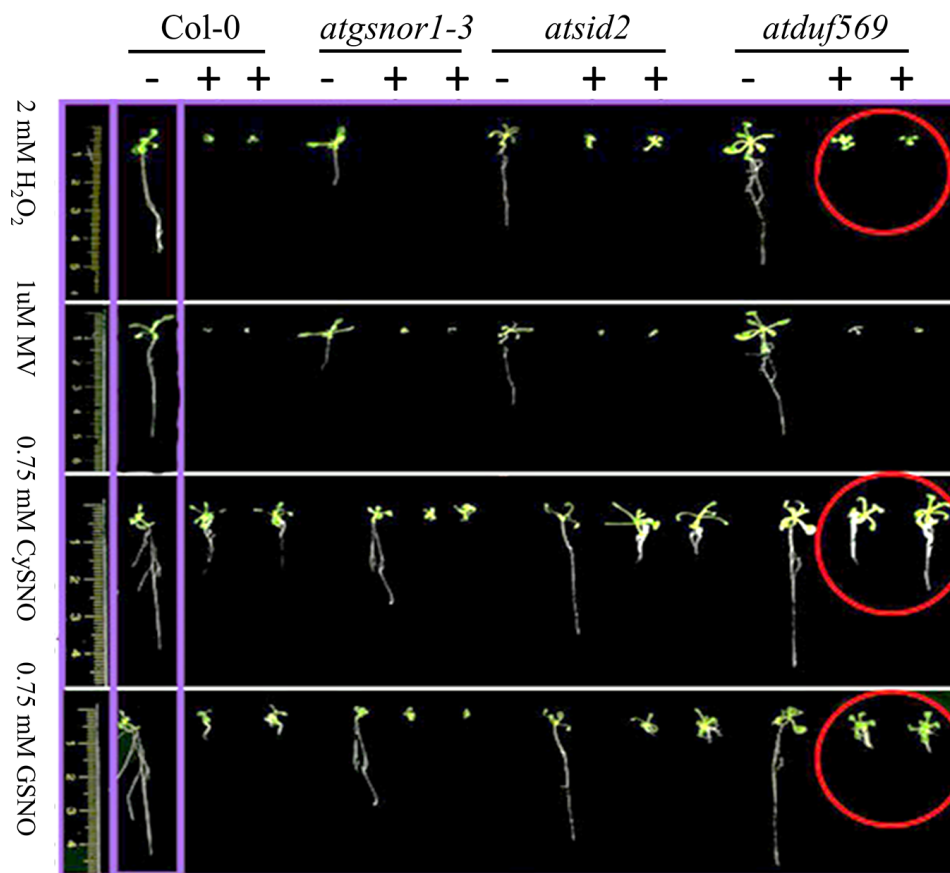 Col-0 atgsnor1-3 atsid2 atduf569
- + + - + + - + + - + +
2 mM H₂O₂
1uM MV
0.75 mM CySNO
0.75 mM GSNO